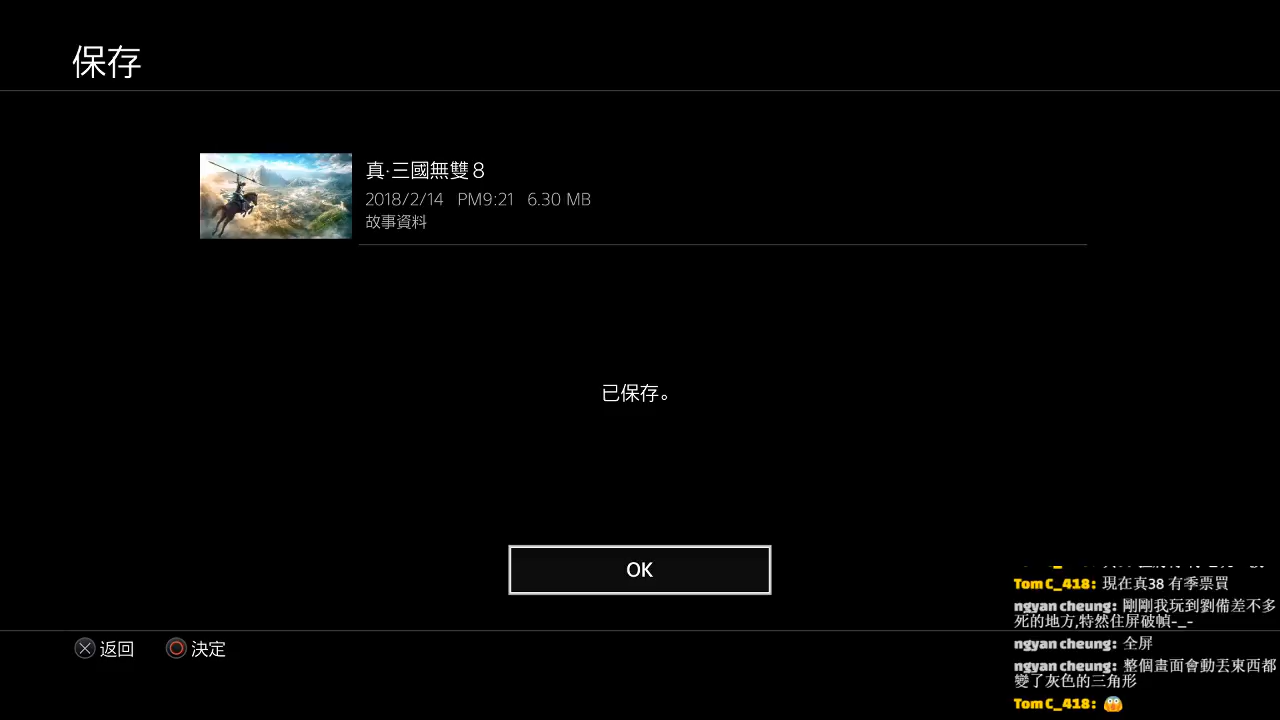 保存
真·三國無雙8
2018/2/14 PM9:21 6.30 MB
故事資料
已保存。
OK
返回
決定
Tom C_418: 現在真38 有季票買
ngyan cheung: 剛剛我玩到劉備差不多
死的地方,特然住屏破幀-_-
ngyan cheung: 全屏
ngyan cheung: 整個畫面會動丟東西都
變了灰色的三角形
Tom C_418: 😱